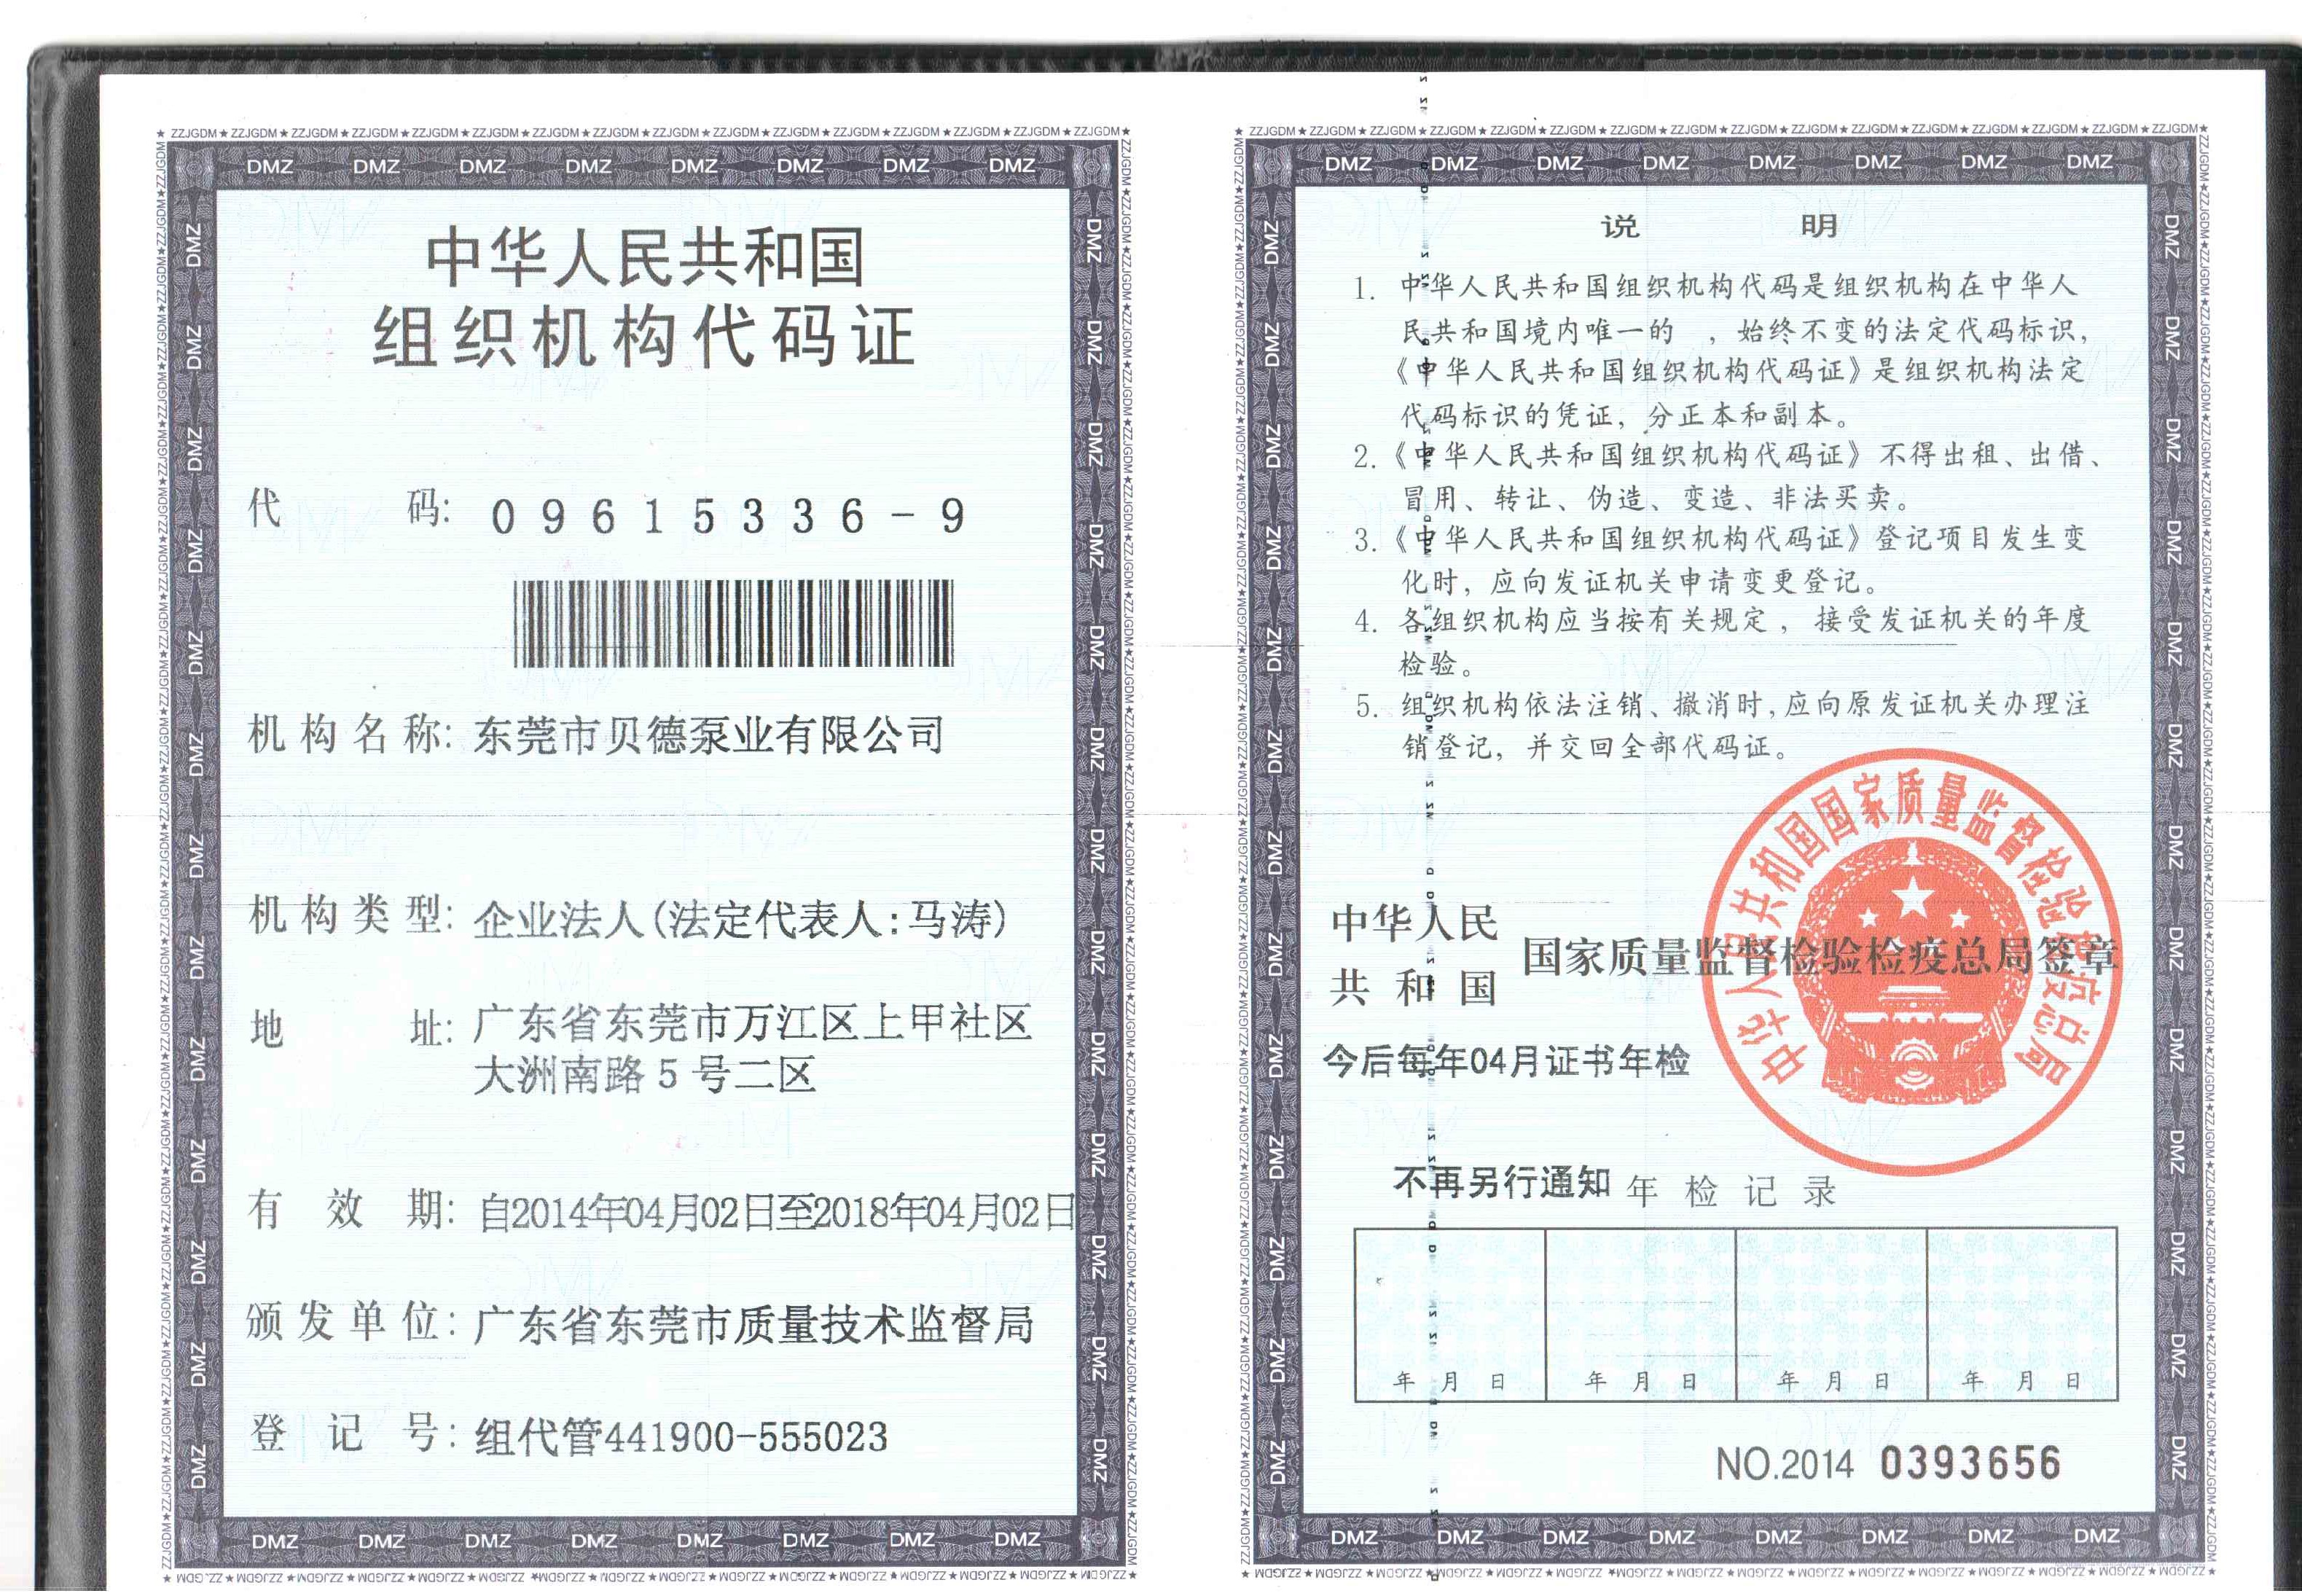 中华人民共和国
组织机构代码证
代 码: 09615336-9
机构名称: 东莞市贝德泵业有限公司
机构类型: 企业法人(法定代表人:马涛)
地 址: 广东省东莞市万江区上甲社区
大洲南路5号二区
有 效 期: 自2014年04月02日至2018年04月02日
颁发单位: 广东省东莞市质量技术监督局
登 记 号: 组代管441900-555023
说 明
1. 中华人民共和国组织机构代码是组织机构在中华人
民共和国境内唯一的 ,始终不变的法定代码标识,
《中华人民共和国组织机构代码证》是组织机构法定
代码标识的凭证,分正本和副本。
2.《中华人民共和国组织机构代码证》不得出租、出借、
冒用、转让、伪造、变造、非法买卖。
3.《中华人民共和国组织机构代码证》登记项目发生变
化时,应向发证机关申请变更登记。
4. 各组织机构应当按有关规定,接受发证机关的年度
检验。
5. 组织机构依法注销、撤消时,应向原发证机关办理注
销登记,并交回全部代码证。
中华人民
共和国
国家质量监督检验检疫总局签章
中华人民共和国国家质量监督检验检疫总局
今后每年04月证书年检
不再另行通知 年检记录
年 月 日 年 月 日 年 月 日 年 月 日
NO.2014 0393656
DMZ
ZZJGDM★ZZJGDM